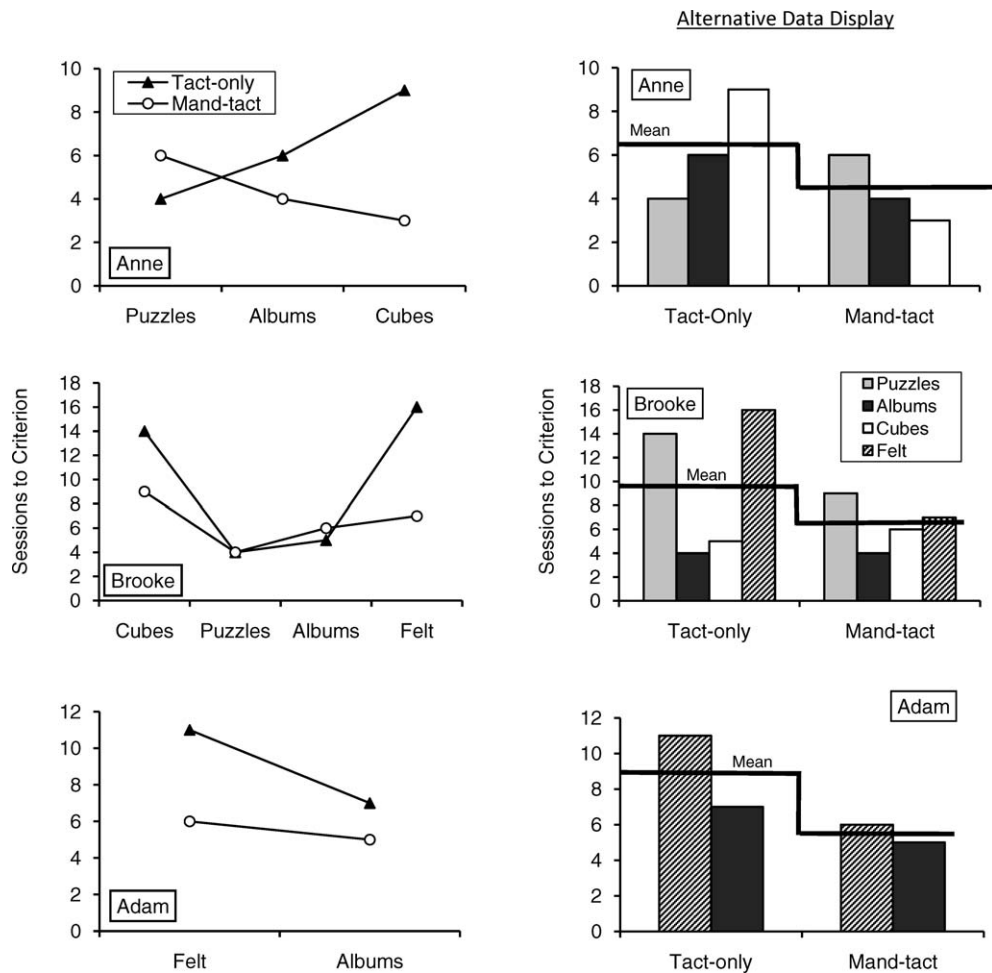 Alternative Data Display
10
8
6
4
2
0
Tact-only
Mand-tact
Anne
Puzzles Albums Cubes
10
8
6
4
2
0
Anne
Mean
Tact-Only Mand-tact
Sessions to Criterion
18
16
14
12
10
8
6
4
2
0
Brooke
Cubes Puzzles Albums Felt
Sessions to Criterion
18
16
14
12
10
8
6
4
2
0
Brooke
Mean
Puzzles
Albums
Cubes
Felt
Tact-only Mand-tact
12
10
8
6
4
2
0
Adam
Felt Albums
12
10
8
6
4
2
0
Adam
Mean
Tact-only Mand-tact